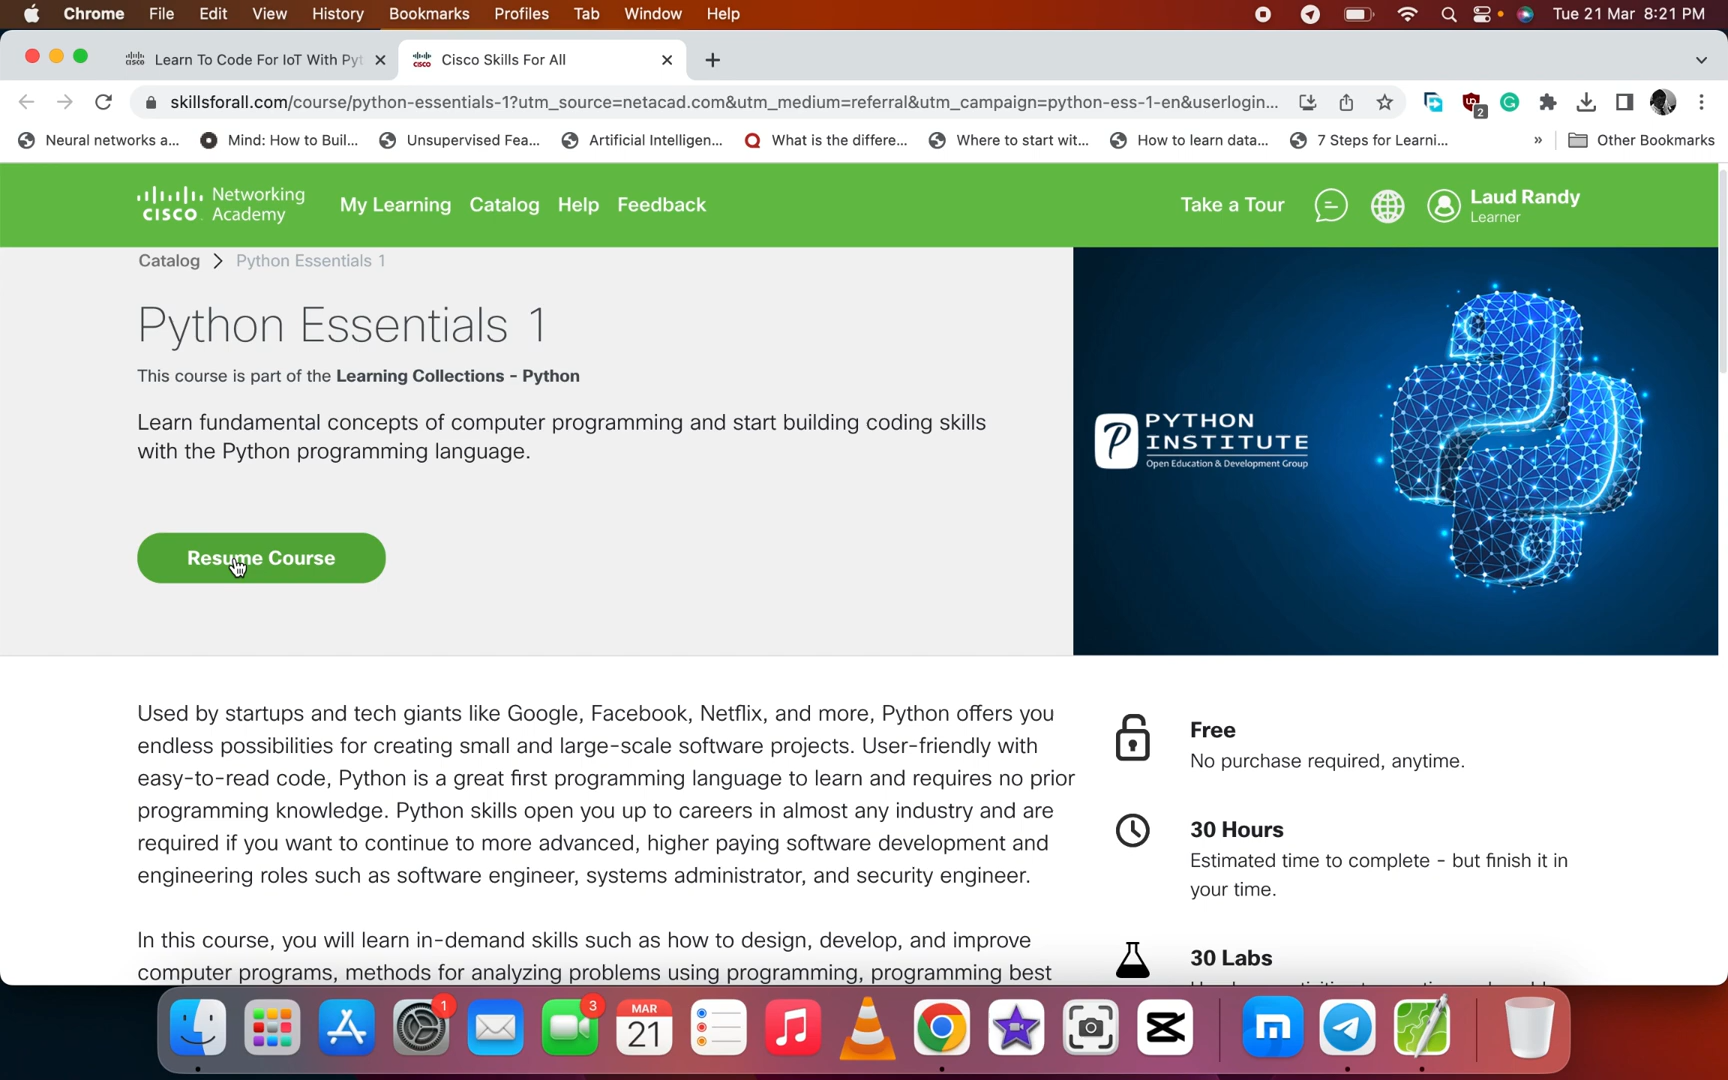 Chrome File Edit View History Bookmarks Profiles Tab Window Help Tue 21 Mar 8:21 PM
Learn To Code For IoT With Pyt Cisco Skills For All
skillsforall.com/course/python-essentials-1?utm_source=netacad.com&utm_medium=referral&utm_campaign=python-ess-1-en&userlogin... 2
Neural networks a... Mind: How to Buil... Unsupervised Fea... Artificial Intelligen... What is the differe... Where to start wit... How to learn data... 7 Steps for Learni... » Other Bookmarks
CISCO Networking Academy My Learning Catalog Help Feedback Take a Tour Laud Randy
Learner
Catalog > Python Essentials 1
Python Essentials 1
This course is part of the Learning Collections - Python
Learn fundamental concepts of computer programming and start building coding skills
with the Python programming language.
Resume Course
P PYTHON
INSTITUTE
Open Education & Development Group
Used by startups and tech giants like Google, Facebook, Netflix, and more, Python offers you
endless possibilities for creating small and large-scale software projects. User-friendly with
easy-to-read code, Python is a great first programming language to learn and requires no prior
programming knowledge. Python skills open you up to careers in almost any industry and are
required if you want to continue to more advanced, higher paying software development and
engineering roles such as software engineer, systems administrator, and security engineer.
In this course, you will learn in-demand skills such as how to design, develop, and improve
computer programs, methods for analyzing problems using programming, programming best
Free
No purchase required, anytime.
30 Hours
Estimated time to complete - but finish it in
your time.
30 Labs
1 3 MAR 21